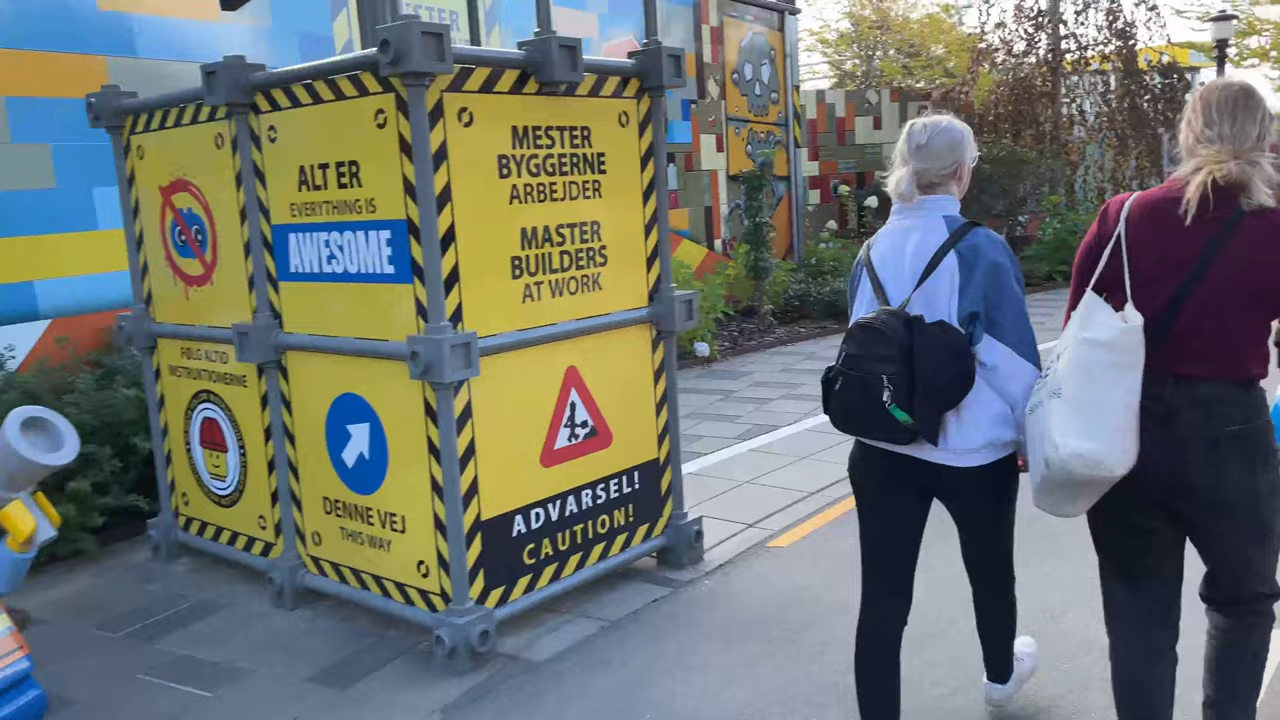 STER
ALT ER
EVERYTHING IS
AWESOME
MESTER
BYGGERNE
ARBEJDER
MASTER
BUILDERS
AT WORK
FØLG ALTID
INSTRUKTIONERNE
DENNE VEJ
THIS WAY
ADVARSEL!
CAUTION!